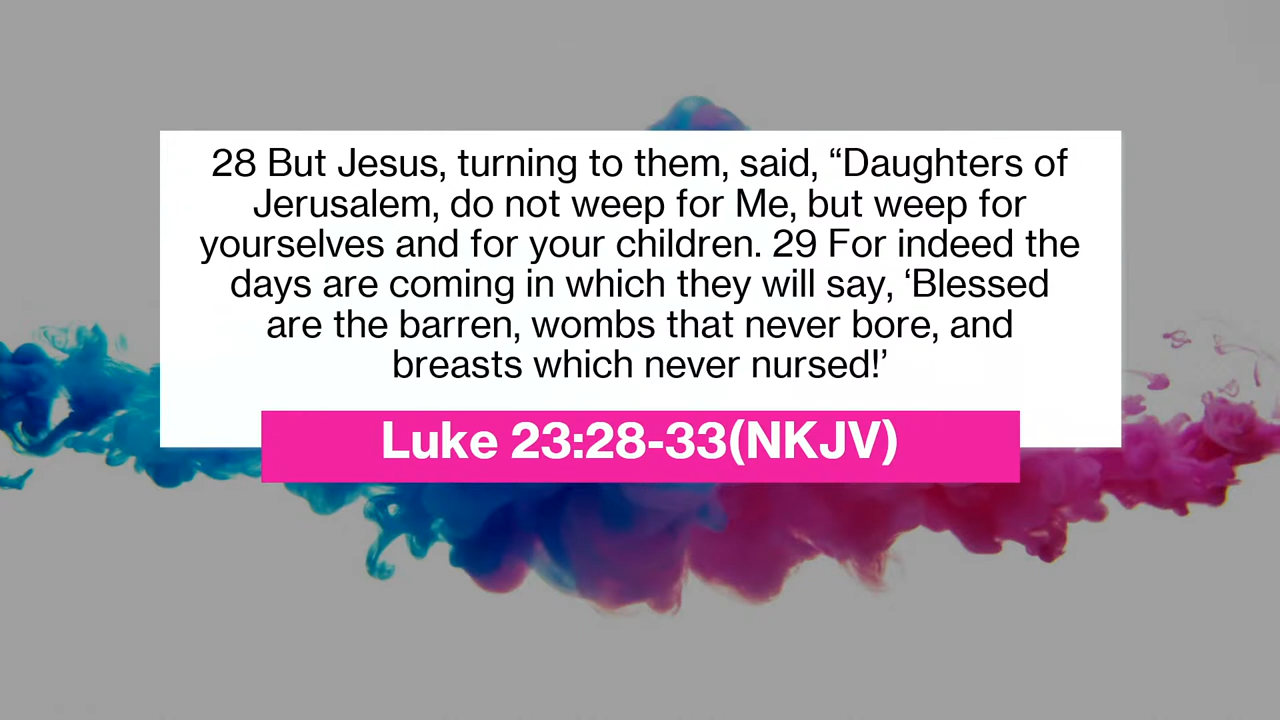 28 But Jesus, turning to them, said, “Daughters of
Jerusalem, do not weep for Me, but weep for
yourselves and for your children. 29 For indeed the
days are coming in which they will say, ‘Blessed
are the barren, wombs that never bore, and
breasts which never nursed!’
Luke 23:28-33(NKJV)